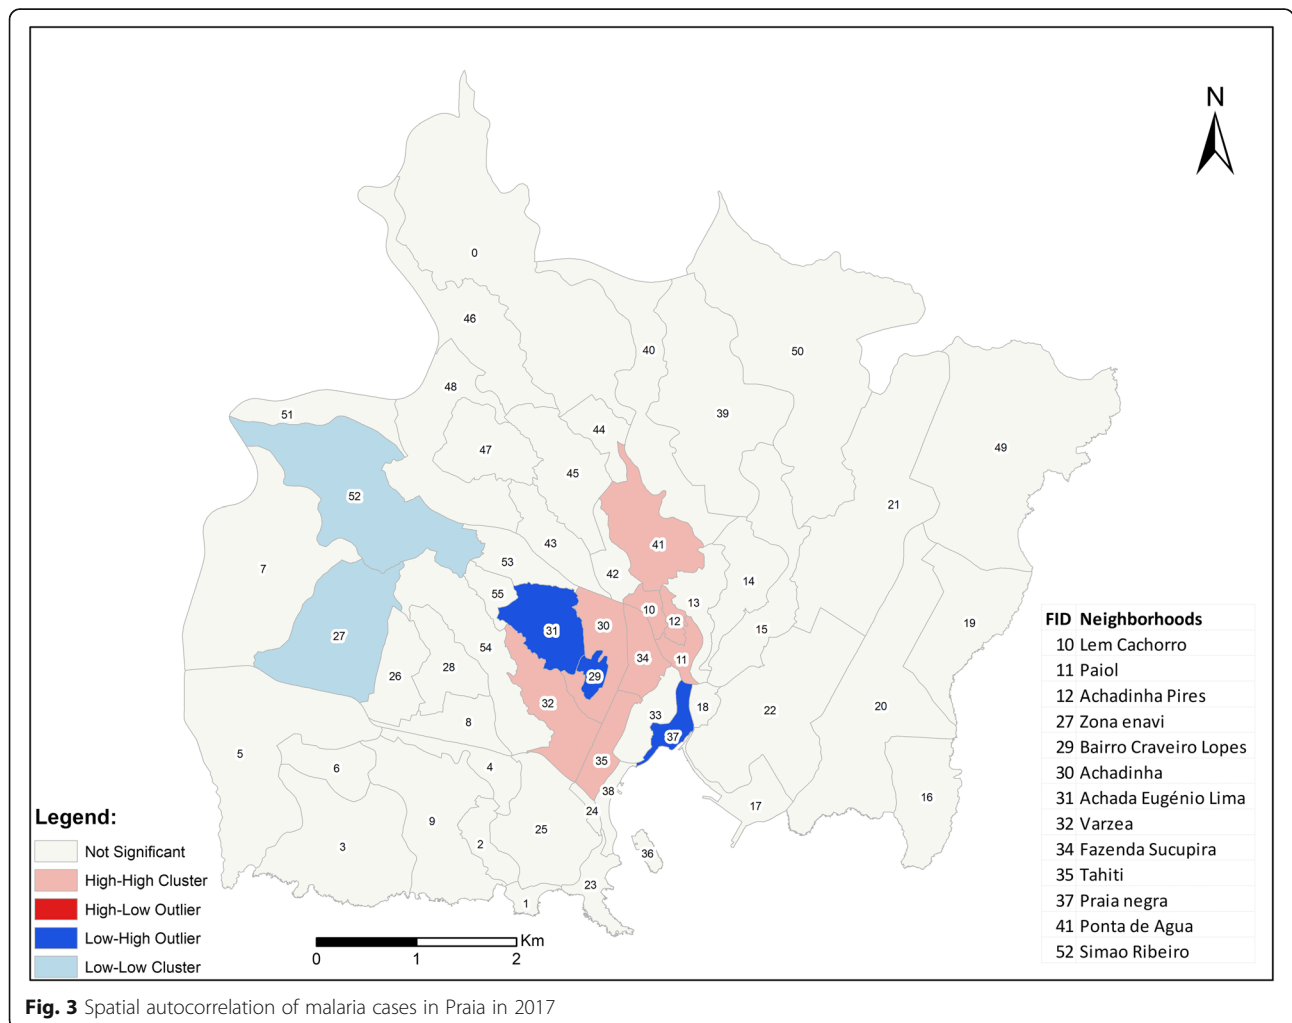 N
0
46
40
50
48
39
51
44
49
47
45
52
21
43
41
53
7
42
14
55
10
13
31
30
12
15
19
27
54
34
11
28
29
26
32
33
18
20
22
8
37
5
35
4
6
38
16
17
24
9
25
2
3
36
23
1
FID Neighborhoods
10 Lem Cachorro
11 Paiol
12 Achadinha Pires
27 Zona enavi
29 Bairro Craveiro Lopes
30 Achadinha
31 Achada Eugénio Lima
32 Varzea
34 Fazenda Sucupira
35 Tahiti
37 Praia negra
41 Ponta de Agua
52 Simao Ribeiro
Legend:
Not Significant
High-High Cluster
High-Low Outlier
Low-High Outlier
Low-Low Cluster
Km
0 1 2
Fig. 3 Spatial autocorrelation of malaria cases in Praia in 2017